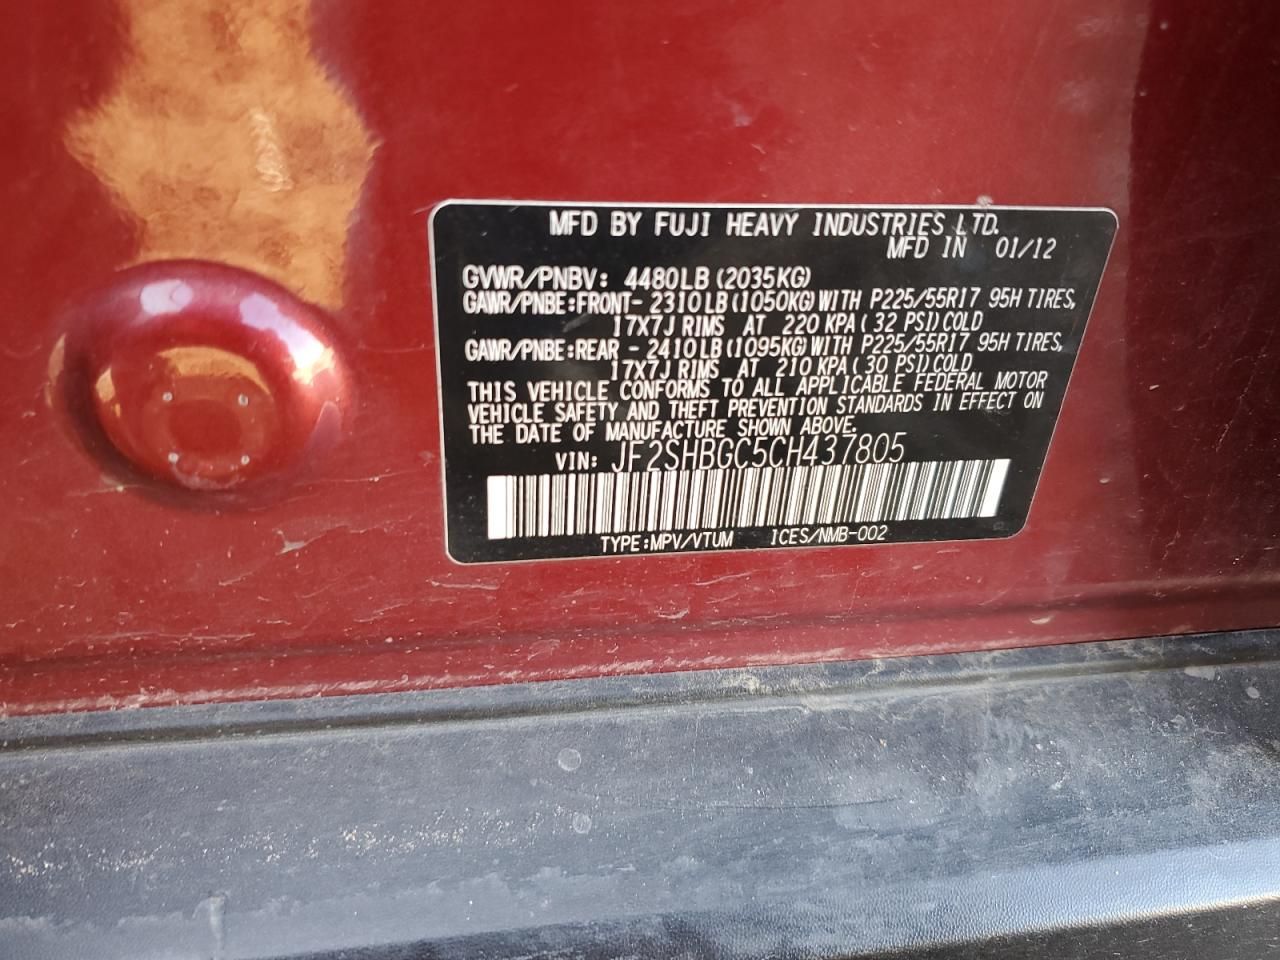 MFD BY FUJI HEAVY INDUSTRIES LTD.
MFD IN 01/12
GVWR/PNBV: 4480LB (2035KG)
GAWR/PNBE:FRONT- 2310LB (1050KG) WITH P225/55R17 95H TIRES,
17X7J RIMS AT 220 KPA ( 32 PSI) COLD
GAWR/PNBE:REAR - 2410LB (1095KG) WITH P225/55R17 95H TIRES,
17X7J RIMS AT 210 KPA ( 30 PSI) COLD
THIS VEHICLE CONFORMS TO ALL APPLICABLE FEDERAL MOTOR
VEHICLE SAFETY AND THEFT PREVENTION STANDARDS IN EFFECT ON
THE DATE OF MANUFACTURE SHOWN ABOVE.
VIN: JF2SHBGC5CH437805
TYPE:MPV/VTUM ICES/NMB-002